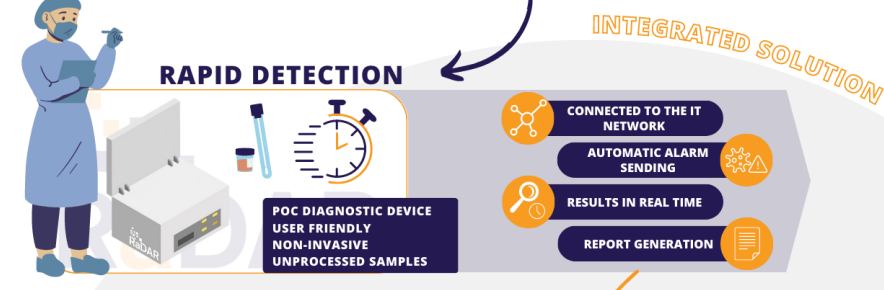 INTEGRATED SOLUTION
RAPID DETECTION
RaDAR
POC DIAGNOSTIC DEVICE
USER FRIENDLY
NON-INVASIVE
UNPROCESSED SAMPLES
CONNECTED TO THE IT
NETWORK
AUTOMATIC ALARM
SENDING
RESULTS IN REAL TIME
REPORT GENERATION